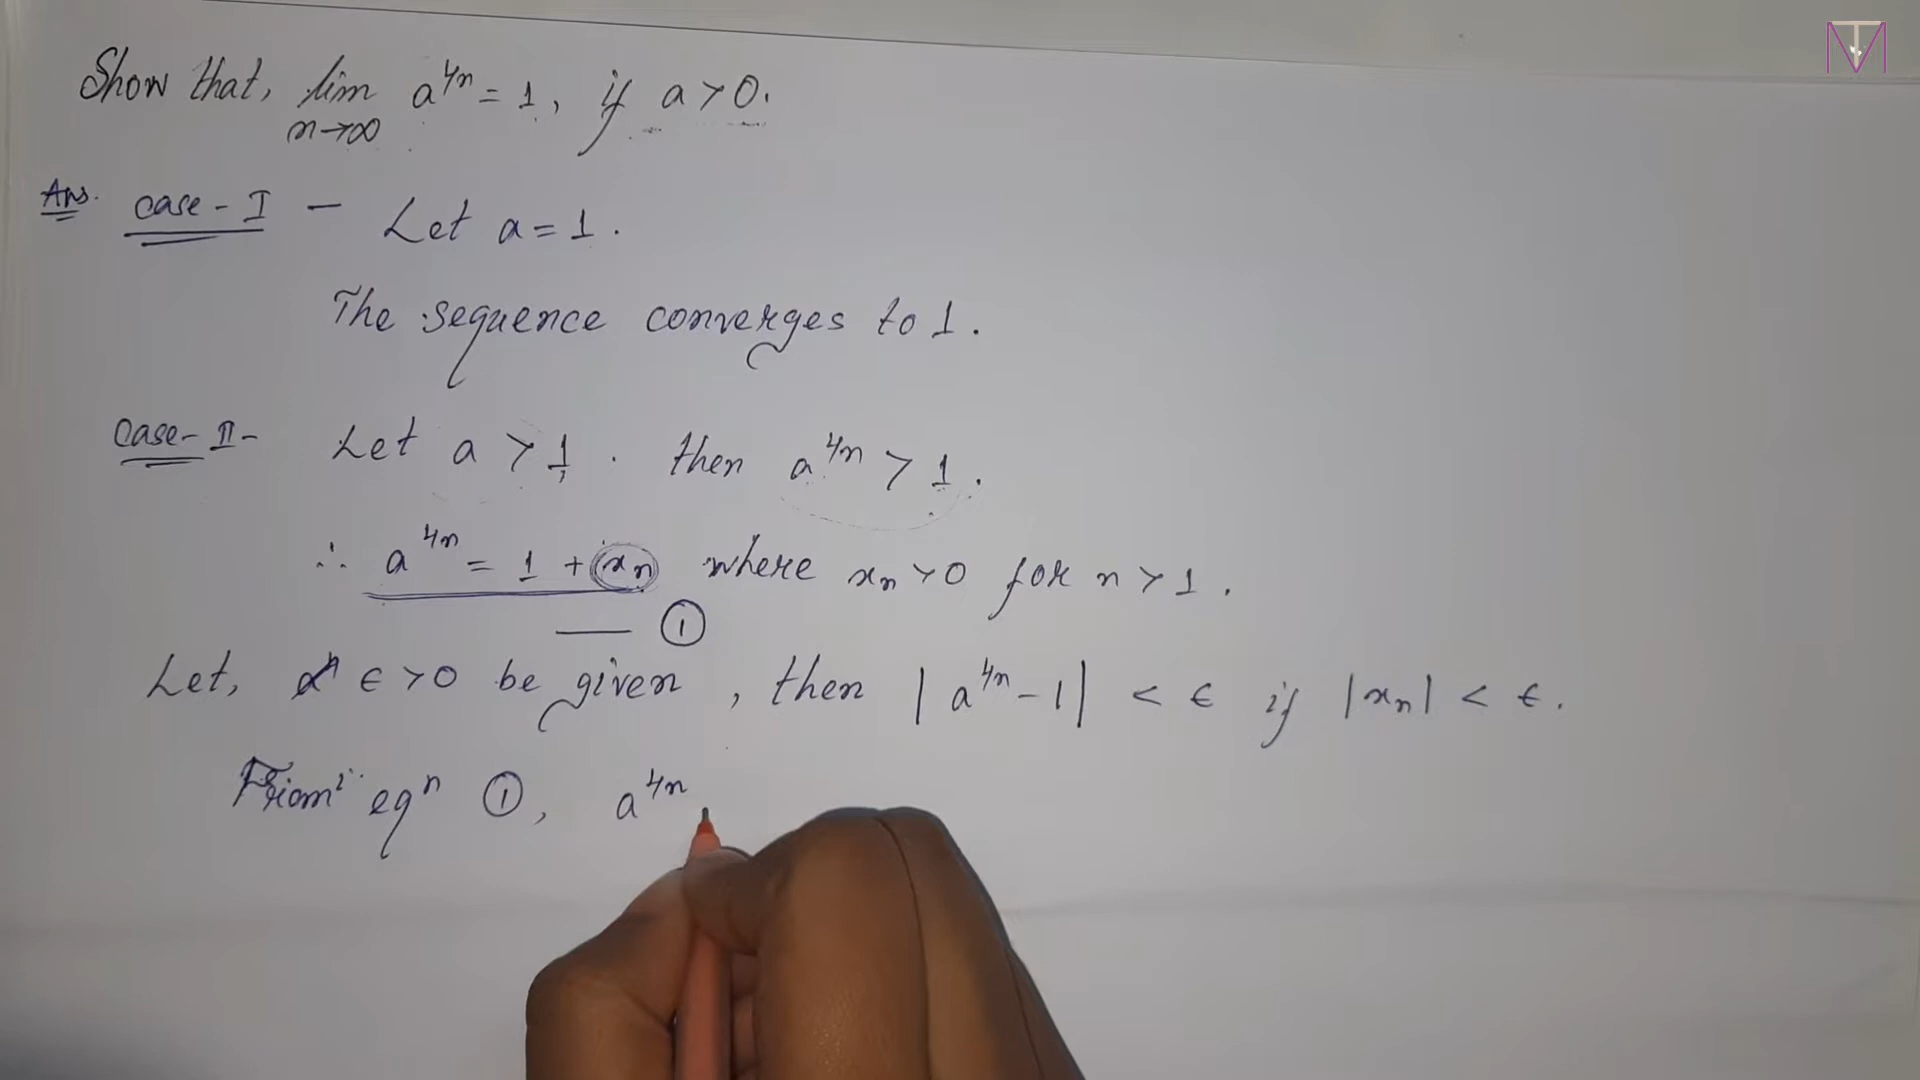 Show that, lim a^{1/n} = 1, if a > 0.
n→∞
Ans. Case - I - Let a = 1.
The sequence converges to 1.
Case - II - Let a > 1. then a^{1/n} > 1.
∴ a^{1/n} = 1 + x_n where x_n > 0 for n > 1.
— ①
Let, ϵ > 0 be given, then |a^{1/n} - 1| < ϵ if |x_n| < ϵ.
From eqⁿ ①, a^{1/n}